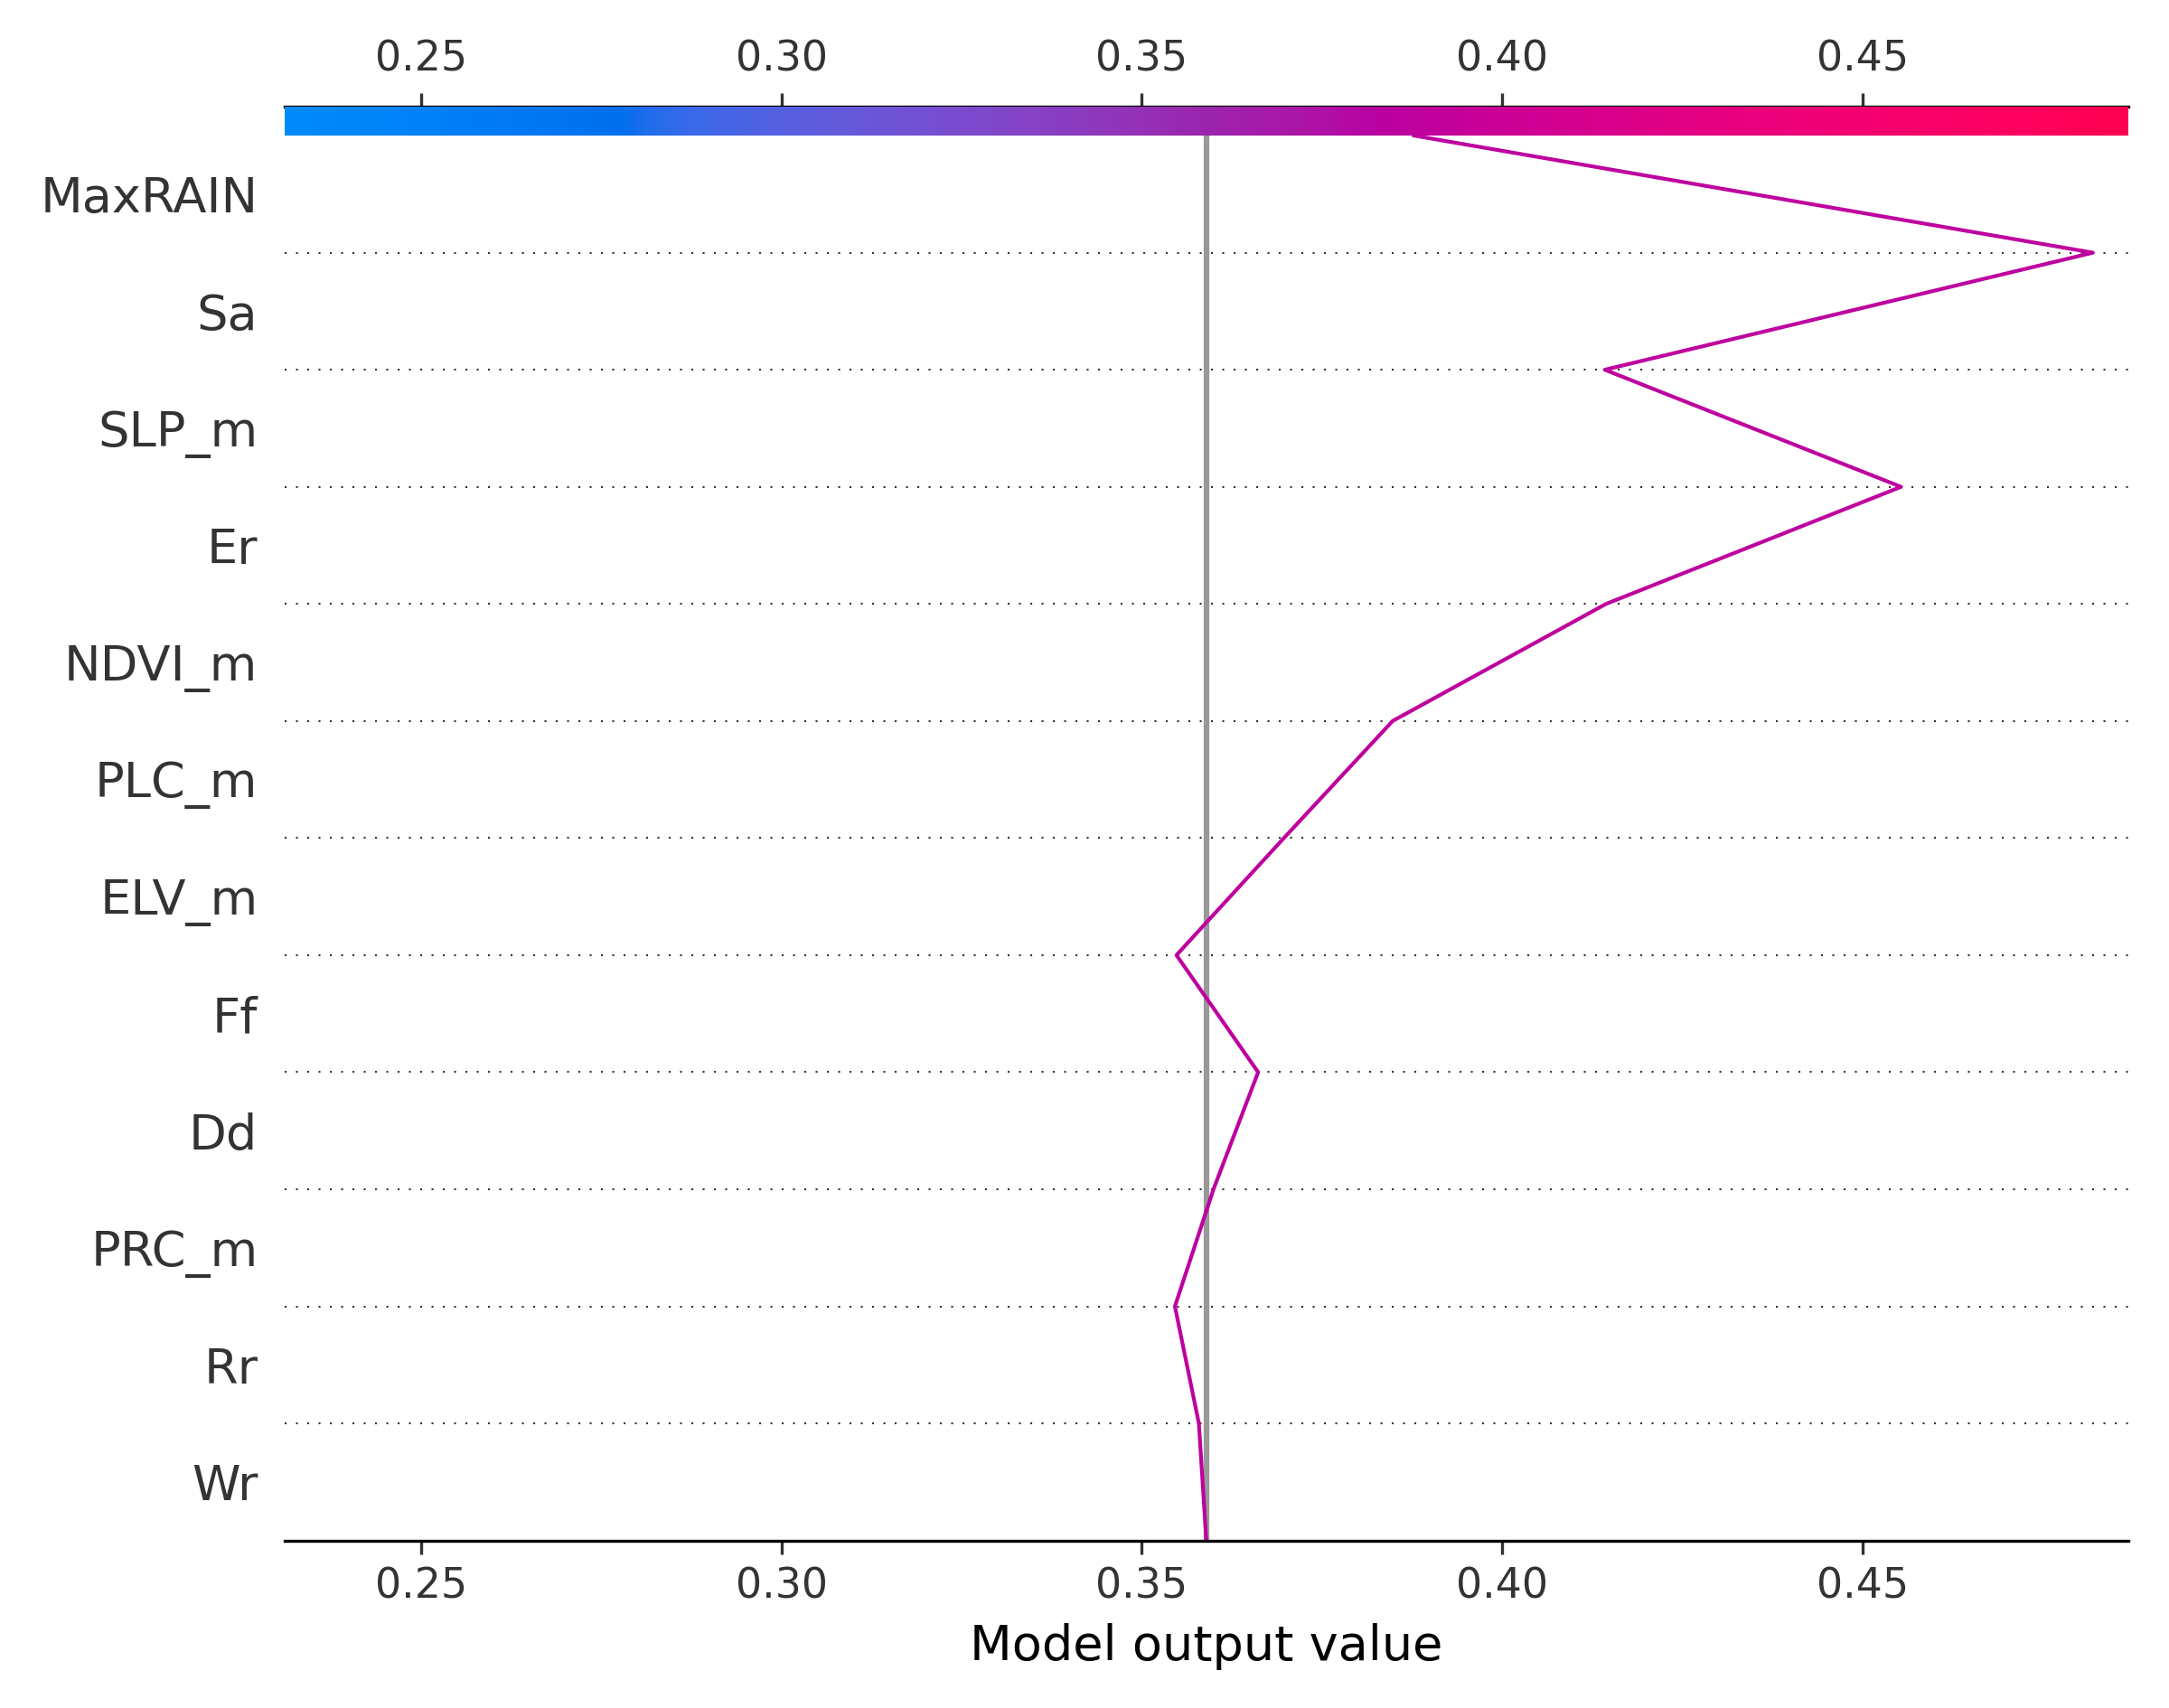 0.25 0.30 0.35 0.40 0.45
MaxRAIN
Sa
SLP_m
Er
NDVI_m
PLC_m
ELV_m
Ff
Dd
PRC_m
Rr
Wr
0.25 0.30 0.35 0.40 0.45
Model output value